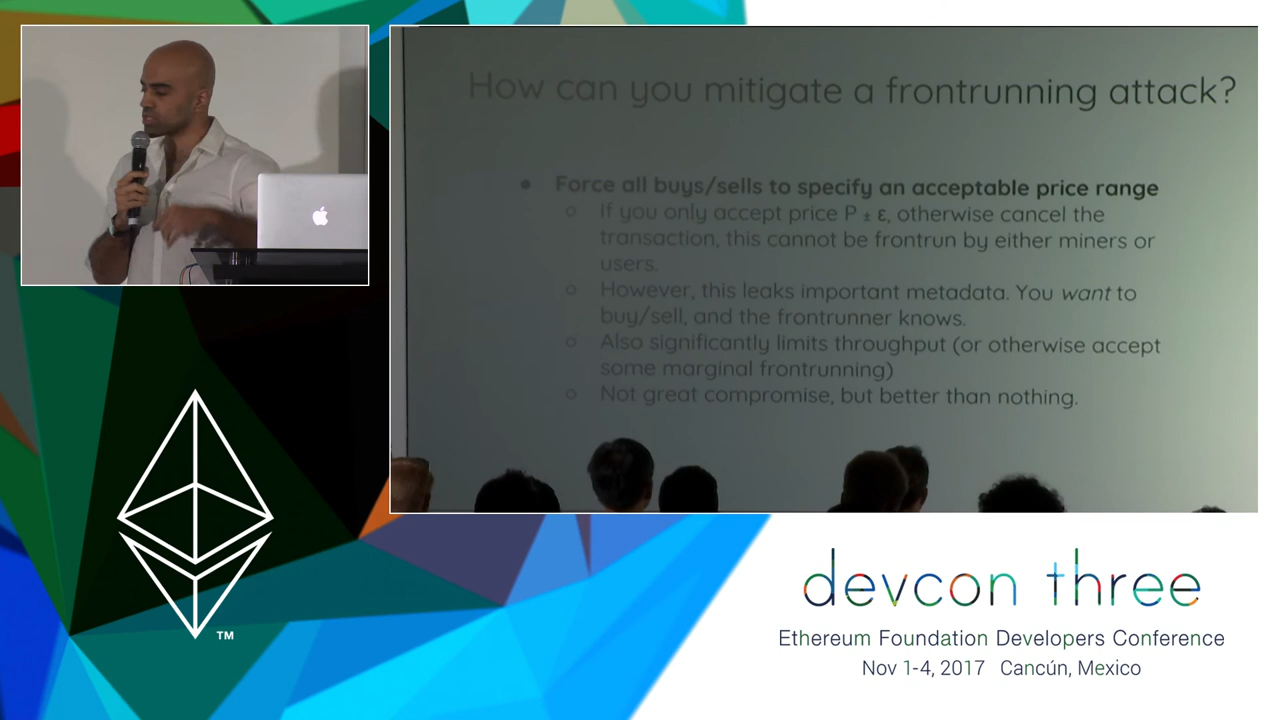 How can you mitigate a frontrunning attack?
● Force all buys/sells to specify an acceptable price range
○ If you only accept price P ± ε, otherwise cancel the
transaction, this cannot be frontrun by either miners or
users.
○ However, this leaks important metadata. You want to
buy/sell, and the frontrunner knows.
○ Also significantly limits throughput (or otherwise accept
some marginal frontrunning)
○ Not great compromise, but better than nothing.
TM
devcon three
Ethereum Foundation Developers Conference
Nov 1-4, 2017 Cancún, Mexico